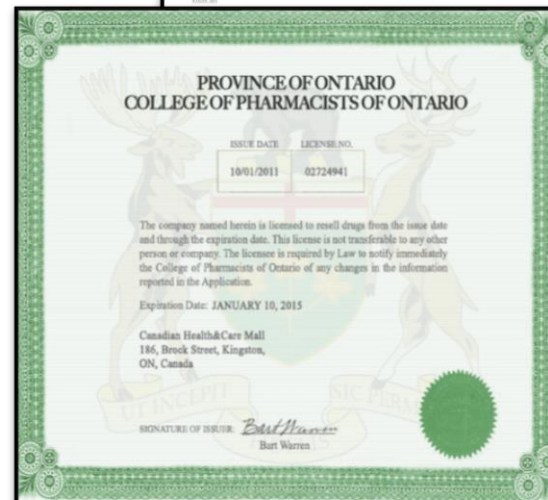 PROVINCE OF ONTARIO
COLLEGE OF PHARMACISTS OF ONTARIO
ISSUE DATE LICENSE NO.
10/01/2011 02724941
The company named herein is licensed to resell drugs from the issue date
and through the expiration date. This license is not transferable to any other
person or company. The licensee is required by Law to notify immediately
the College of Pharmacists of Ontario of any changes in the information
reported in the Application.
Expiration Date: JANUARY 10, 2015
Canadian Health&Care Mall
186, Brock Street, Kingston,
ON, Canada
UT INCEPIT SIC PERM
SIGNATURE OF ISSUER: Bart Warren
Bart Warren